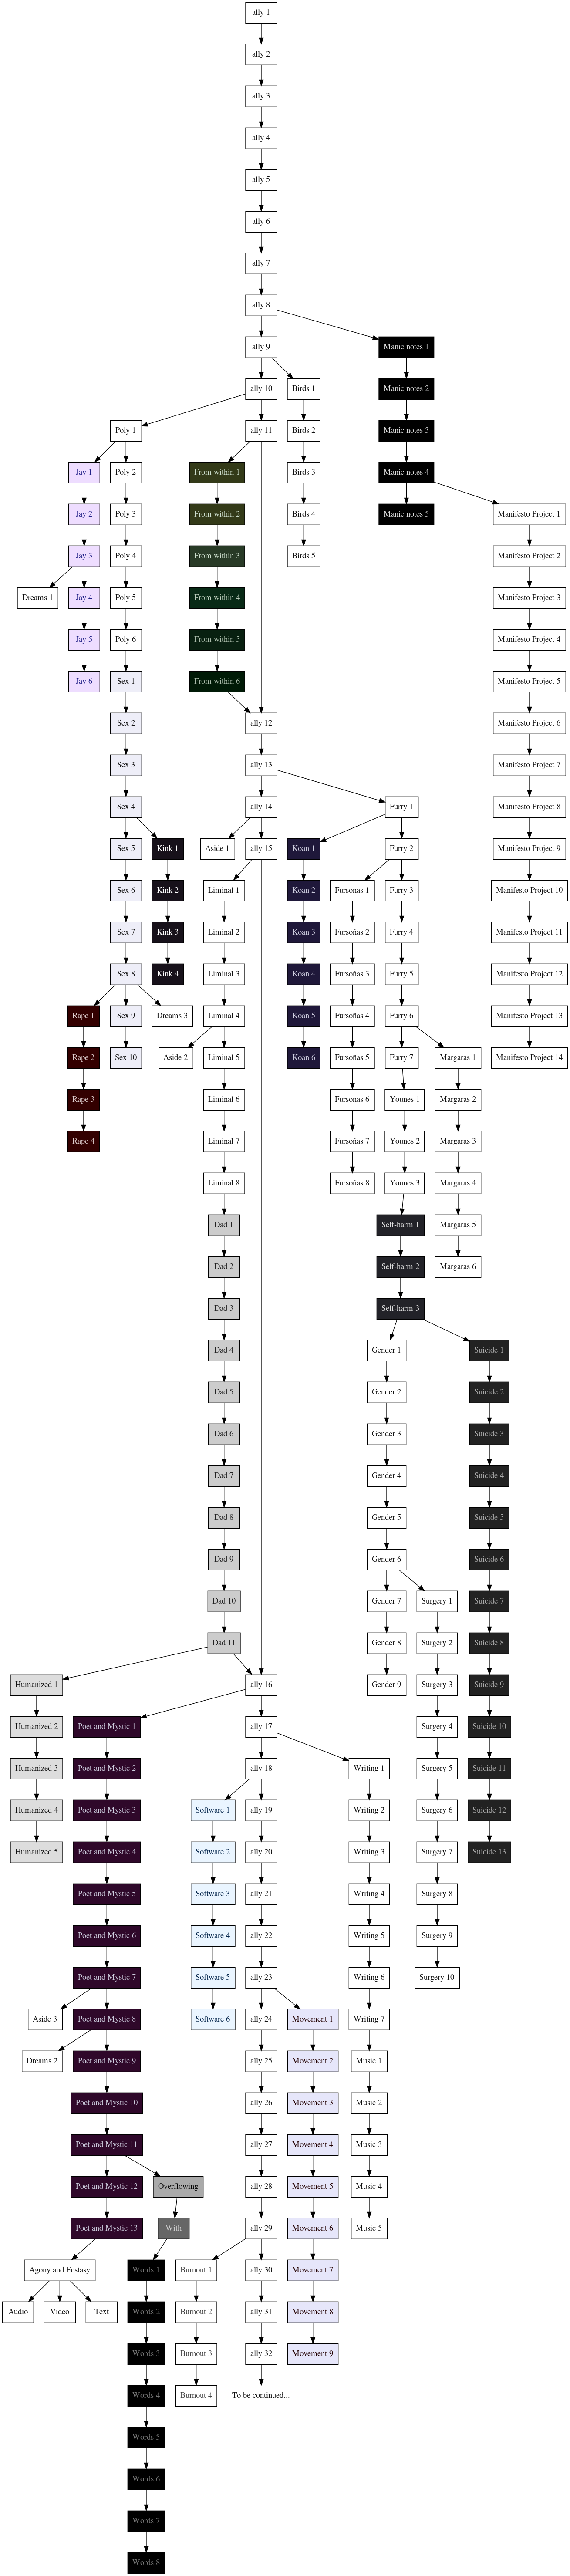 ally 1
ally 2
ally 3
ally 4
ally 5
ally 6
ally 7
ally 8
ally 9 Manic notes 1
ally 10 Birds 1 Manic notes 2
Poly 1 ally 11 Birds 2 Manic notes 3
Jay 1 Poly 2 From within 1 Birds 3 Manic notes 4
Jay 2 Poly 3 From within 2 Birds 4 Manic notes 5 Manifesto Project 1
Jay 3 Poly 4 From within 3 Birds 5 Manifesto Project 2
Dreams 1 Jay 4 Poly 5 From within 4 Manifesto Project 3
Jay 5 Poly 6 From within 5 Manifesto Project 4
Jay 6 Sex 1 From within 6 Manifesto Project 5
Sex 2 ally 12 Manifesto Project 6
Sex 3 ally 13 Manifesto Project 7
Sex 4 ally 14 Furry 1 Manifesto Project 8
Sex 5 Kink 1 Aside 1 ally 15 Koan 1 Furry 2 Manifesto Project 9
Sex 6 Kink 2 Liminal 1 Koan 2 Fursoñas 1 Furry 3 Manifesto Project 10
Sex 7 Kink 3 Liminal 2 Koan 3 Fursoñas 2 Furry 4 Manifesto Project 11
Sex 8 Kink 4 Liminal 3 Koan 4 Fursoñas 3 Furry 5 Manifesto Project 12
Rape 1 Sex 9 Dreams 3 Liminal 4 Koan 5 Fursoñas 4 Furry 6 Manifesto Project 13
Rape 2 Sex 10 Aside 2 Liminal 5 Koan 6 Fursoñas 5 Furry 7 Margaras 1 Manifesto Project 14
Rape 3 Liminal 6 Fursoñas 6 Younes 1 Margaras 2
Rape 4 Liminal 7 Fursoñas 7 Younes 2 Margaras 3
Liminal 8 Fursoñas 8 Younes 3 Margaras 4
Dad 1 Self-harm 1 Margaras 5
Dad 2 Self-harm 2 Margaras 6
Dad 3 Self-harm 3
Dad 4 Gender 1 Suicide 1
Dad 5 Gender 2 Suicide 2
Dad 6 Gender 3 Suicide 3
Dad 7 Gender 4 Suicide 4
Dad 8 Gender 5 Suicide 5
Dad 9 Gender 6 Suicide 6
Dad 10 Gender 7 Surgery 1 Suicide 7
Dad 11 Gender 8 Surgery 2 Suicide 8
Humanized 1 ally 16 Gender 9 Surgery 3 Suicide 9
Humanized 2 Poet and Mystic 1 ally 17 Surgery 4 Suicide 10
Humanized 3 Poet and Mystic 2 ally 18 Writing 1 Surgery 5 Suicide 11
Humanized 4 Poet and Mystic 3 Software 1 ally 19 Writing 2 Surgery 6 Suicide 12
Humanized 5 Poet and Mystic 4 Software 2 ally 20 Writing 3 Surgery 7 Suicide 13
Poet and Mystic 5 Software 3 ally 21 Writing 4 Surgery 8
Poet and Mystic 6 Software 4 ally 22 Writing 5 Surgery 9
Poet and Mystic 7 Software 5 ally 23 Writing 6 Surgery 10
Aside 3 Poet and Mystic 8 Software 6 ally 24 Movement 1 Writing 7
Dreams 2 Poet and Mystic 9 ally 25 Movement 2 Music 1
Poet and Mystic 10 ally 26 Movement 3 Music 2
Poet and Mystic 11 ally 27 Movement 4 Music 3
Poet and Mystic 12 Overflowing ally 28 Movement 5 Music 4
Poet and Mystic 13 With ally 29 Movement 6 Music 5
Agony and Ecstasy Words 1 Burnout 1 ally 30 Movement 7
Audio Video Text Words 2 Burnout 2 ally 31 Movement 8
Words 3 Burnout 3 ally 32 Movement 9
Words 4 Burnout 4 To be continued...
Words 5
Words 6
Words 7
Words 8